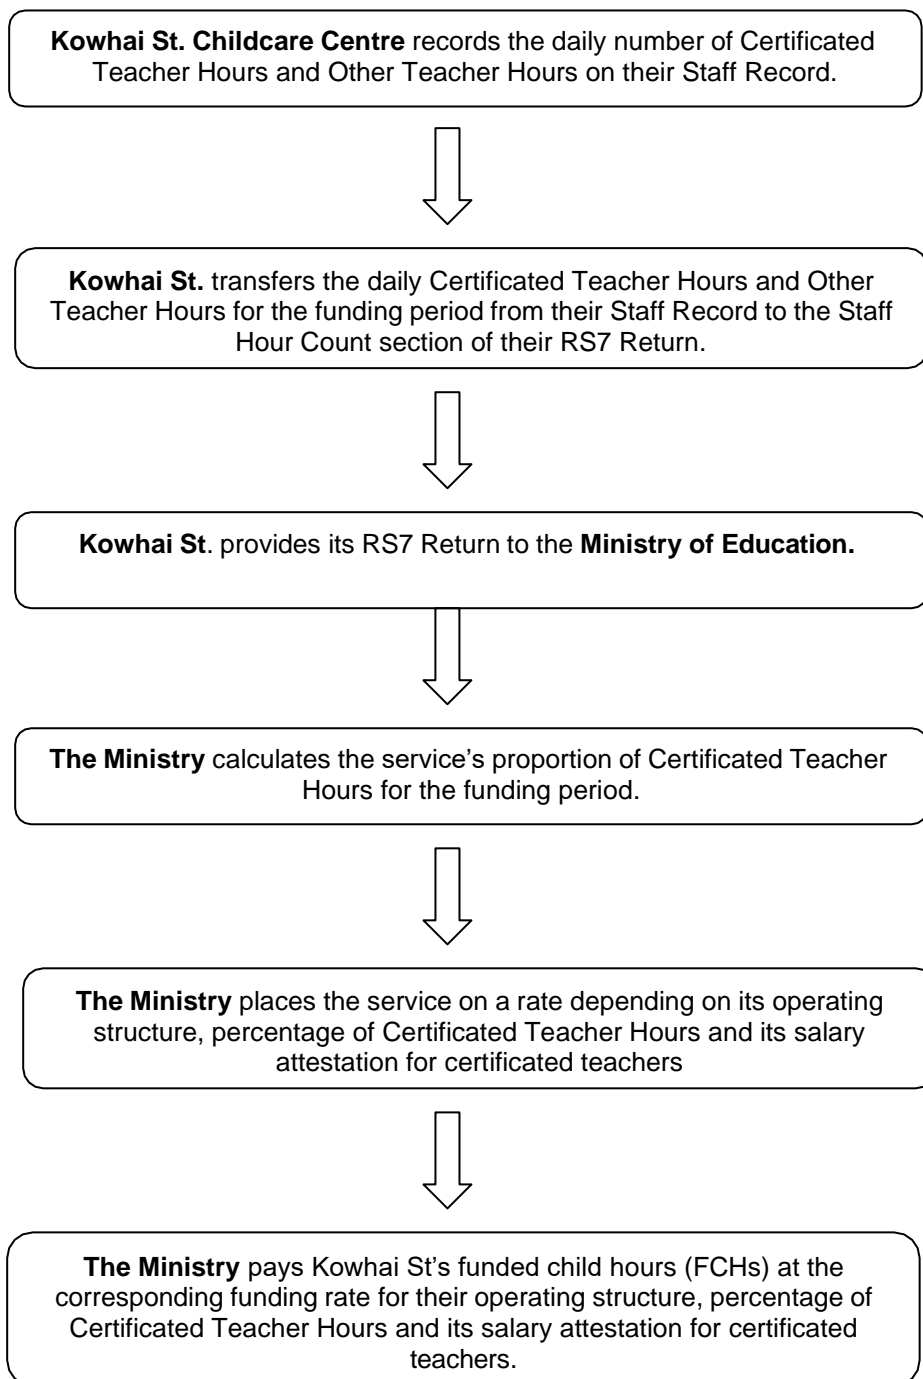 Kowhai St. Childcare Centre records the daily number of Certificated
Teacher Hours and Other Teacher Hours on their Staff Record.
Kowhai St. transfers the daily Certificated Teacher Hours and Other
Teacher Hours for the funding period from their Staff Record to the Staff
Hour Count section of their RS7 Return.
Kowhai St. provides its RS7 Return to the Ministry of Education.
The Ministry calculates the service’s proportion of Certificated Teacher
Hours for the funding period.
The Ministry places the service on a rate depending on its operating
structure, percentage of Certificated Teacher Hours and its salary
attestation for certificated teachers
The Ministry pays Kowhai St’s funded child hours (FCHs) at the
corresponding funding rate for their operating structure, percentage of
Certificated Teacher Hours and its salary attestation for certificated
teachers.